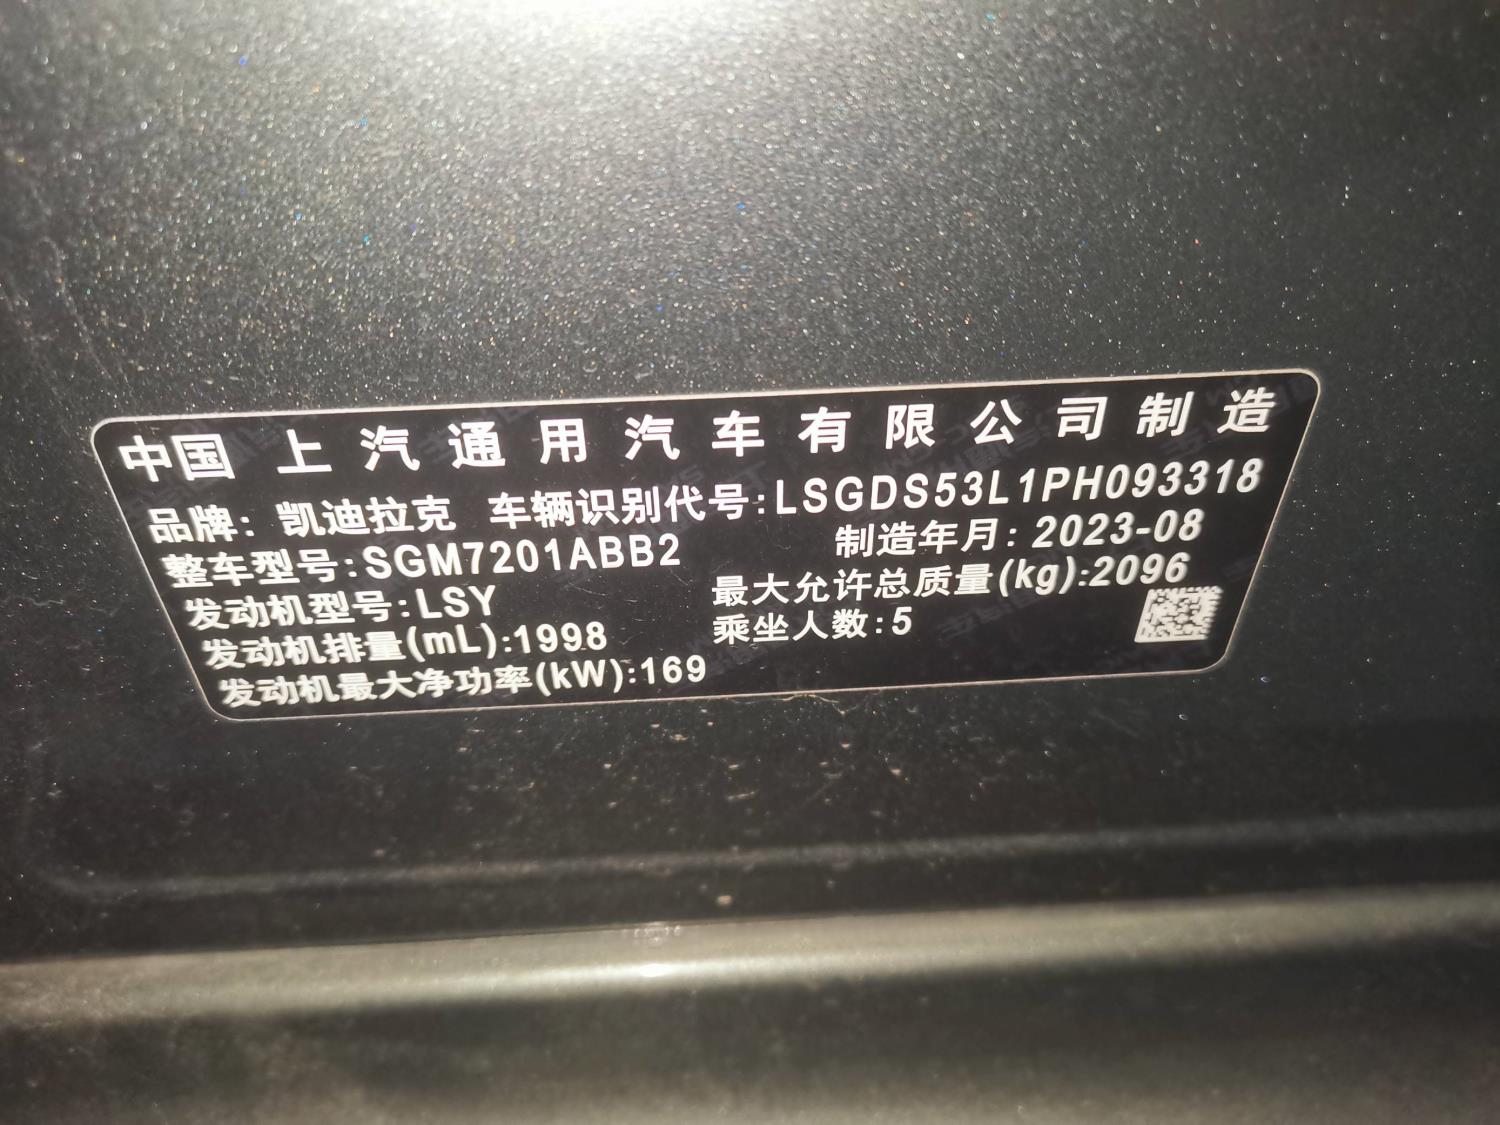 中国 上汽通用汽车有限公司制造
品牌: 凯迪拉克 车辆识别代号:LSGDS53L1PH093318
整车型号:SGM7201ABB2 制造年月: 2023-08
发动机型号:LSY 最大允许总质量(kg):2096
发动机排量(mL):1998 乘坐人数:5
发动机最大净功率(kW):169